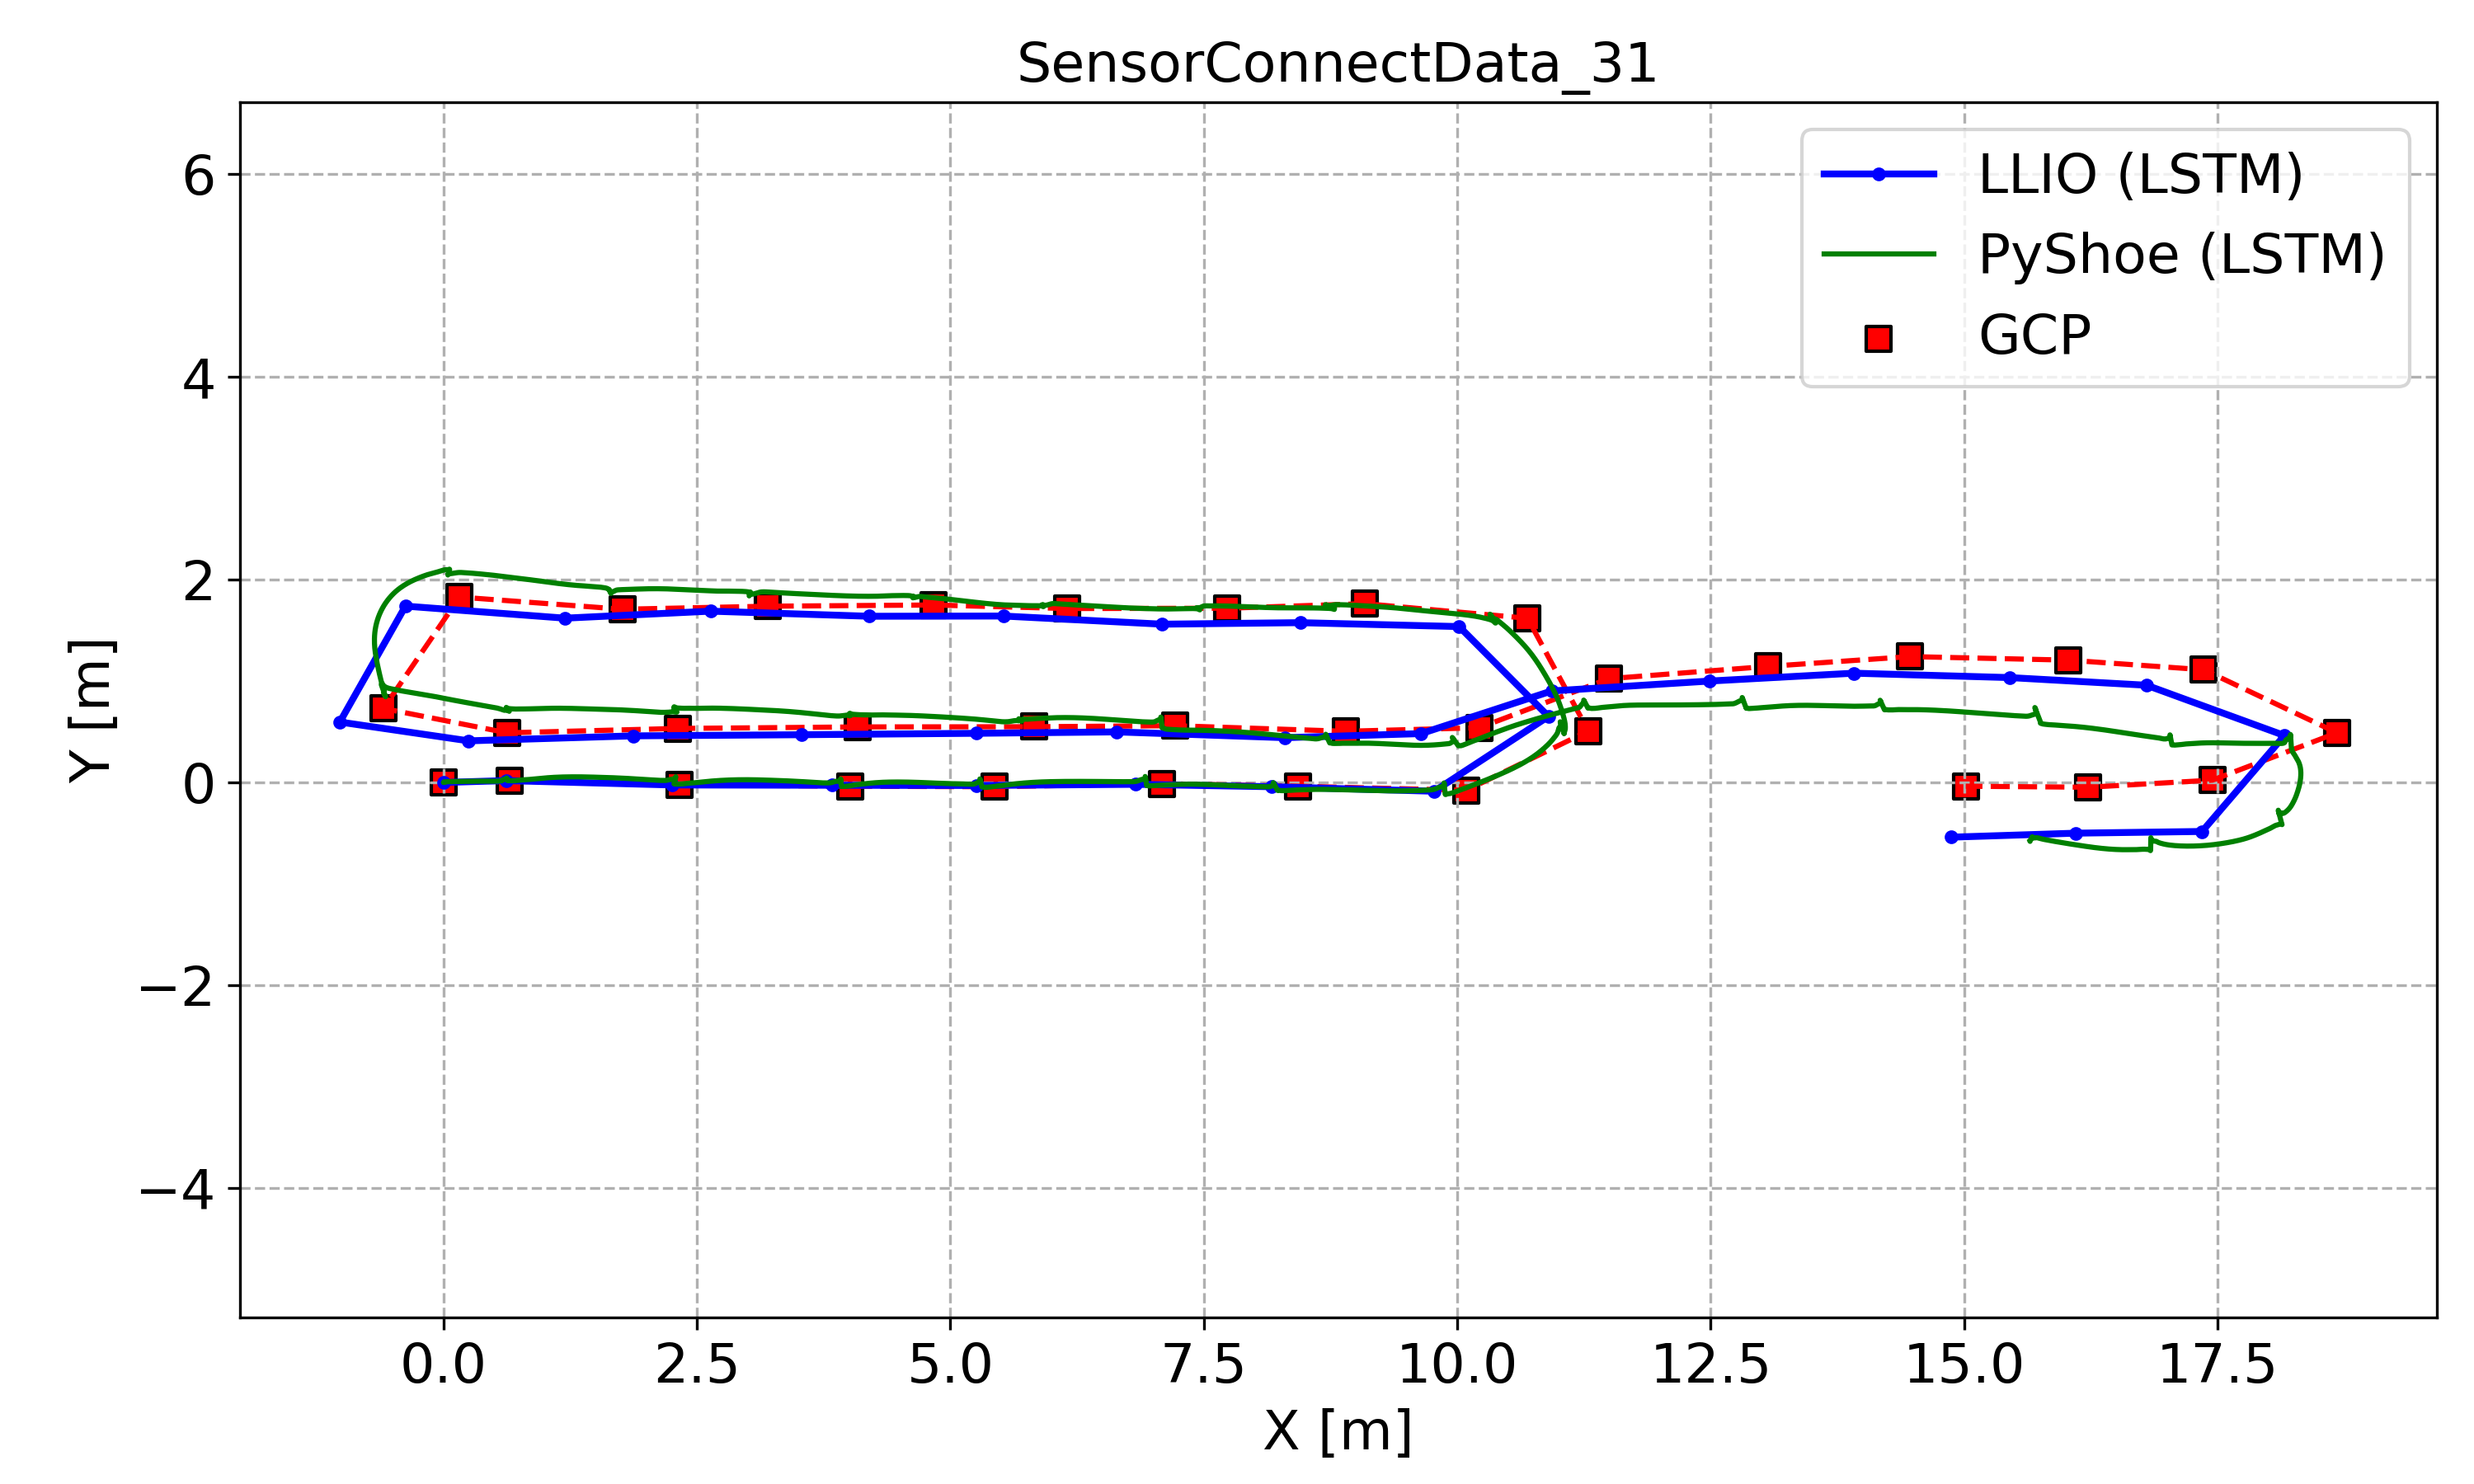 SensorConnectData_31
LLIO (LSTM)
PyShoe (LSTM)
GCP
Y [m]
6
4
2
0
−2
−4
0.0 2.5 5.0 7.5 10.0 12.5 15.0 17.5
X [m]